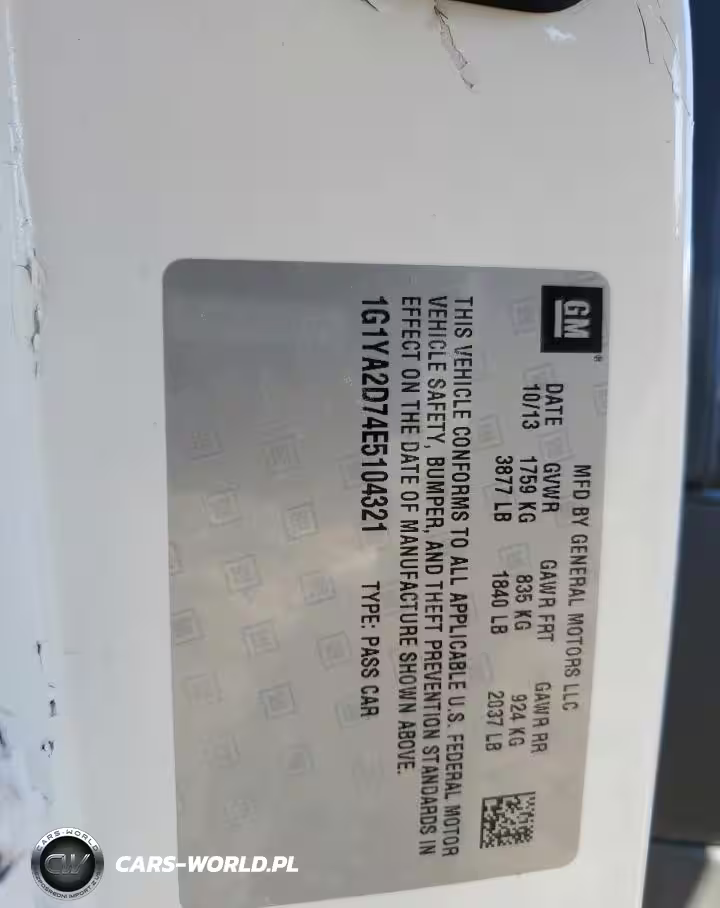 GM
®
MFD BY GENERAL MOTORS LLC
DATE GVWR GAWR FRT GAWR RR
10/13 1759 KG 835 KG 924 KG
3877 LB 1840 LB 2037 LB
THIS VEHICLE CONFORMS TO ALL APPLICABLE U.S. FEDERAL MOTOR
VEHICLE SAFETY, BUMPER, AND THEFT PREVENTION STANDARDS IN
EFFECT ON THE DATE OF MANUFACTURE SHOWN ABOVE.
1G1YA2D74E5104321 TYPE: PASS CAR
CARS-WORLD
CW
CARS-WORLD.PL